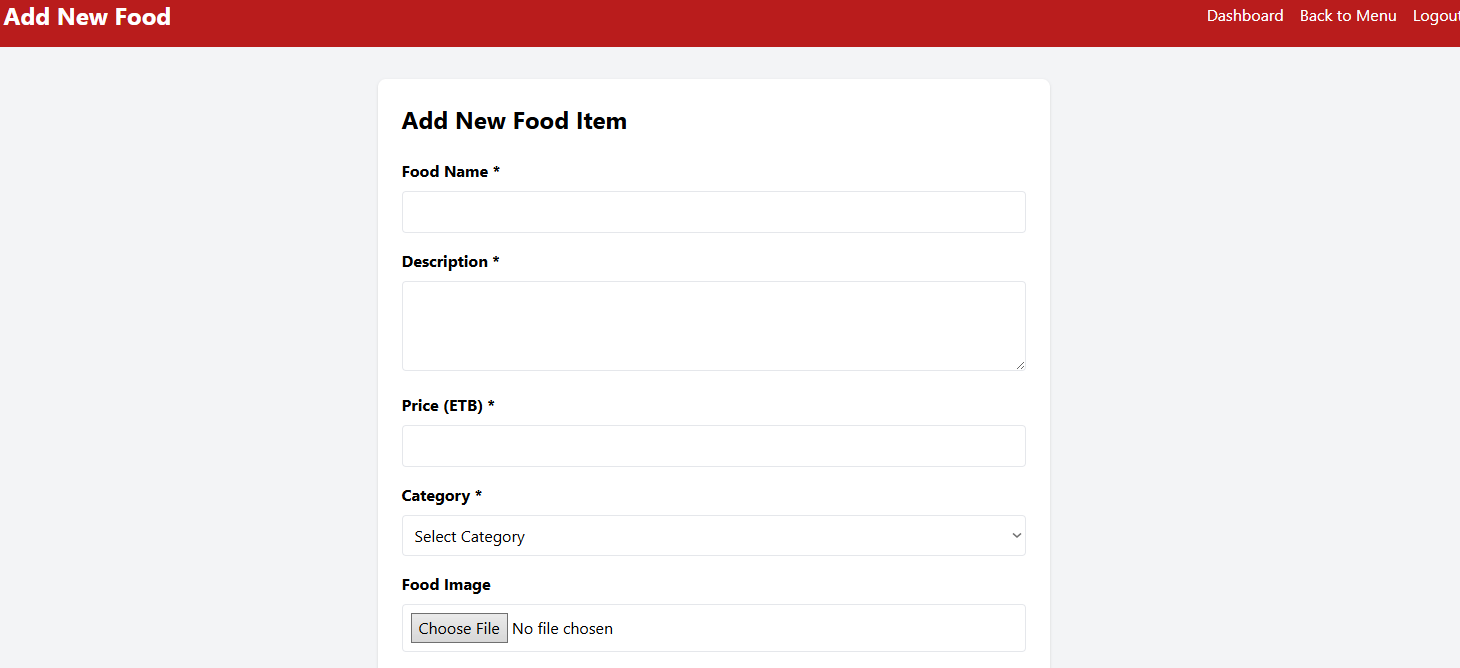 Add New Food
Dashboard Back to Menu Logout
Add New Food Item
Food Name *
Description *
Price (ETB) *
Category *
Select Category
Food Image
Choose File No file chosen